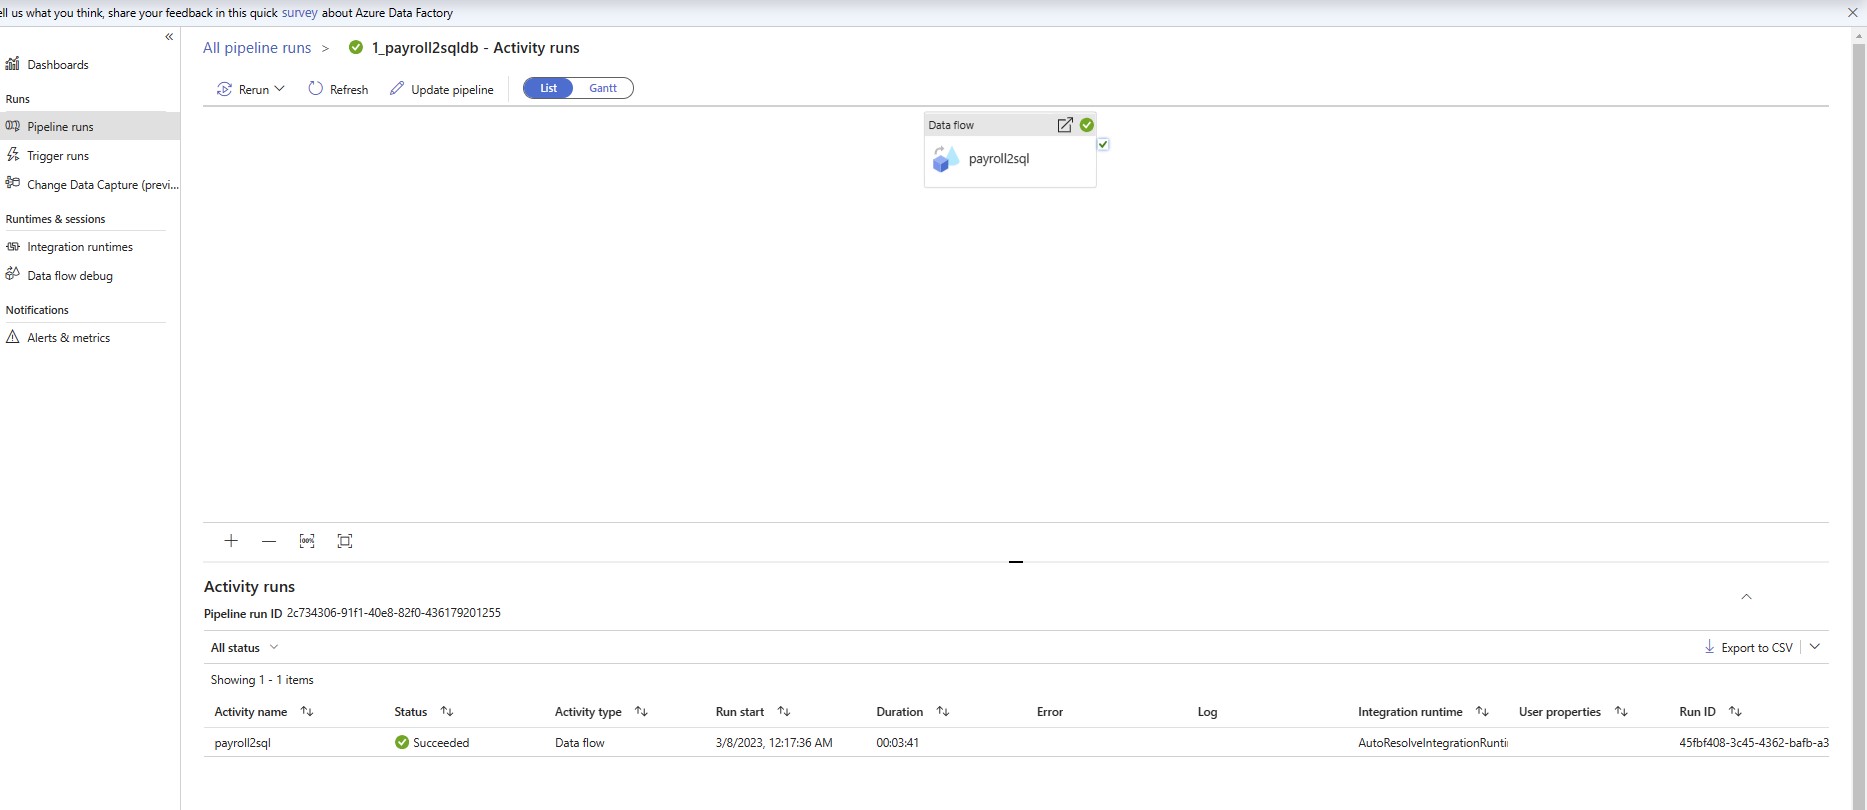 ell us what you think, share your feedback in this quick survey about Azure Data Factory
«
Dashboards
Runs
Pipeline runs
Trigger runs
Change Data Capture (previ...
Runtimes & sessions
Integration runtimes
Data flow debug
Notifications
Alerts & metrics
All pipeline runs > 1_payroll2sqldb - Activity runs
Rerun Refresh Update pipeline List Gantt
Data flow
payroll2sql
100%
Activity runs
Pipeline run ID 2c734306-91f1-40e8-82f0-436179201255
All status Export to CSV
Showing 1 - 1 items
Activity name Status Activity type Run start Duration Error Log Integration runtime User properties Run ID
payroll2sql Succeeded Data flow 3/8/2023, 12:17:36 AM 00:03:41 AutoResolveIntegrationRunti 45fbf408-3c45-4362-bafb-a3